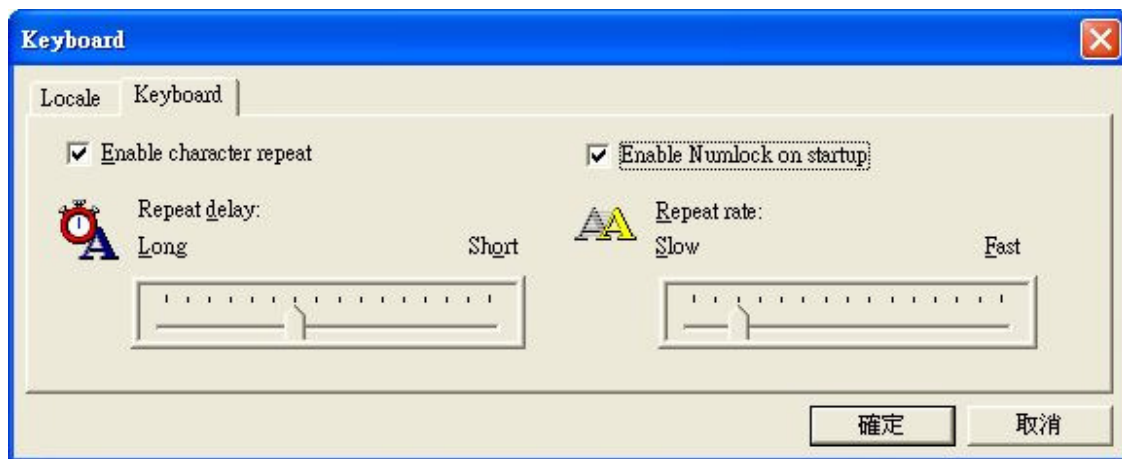 Keyboard
Locale Keyboard
Enable character repeat Enable Numlock on startup
Repeat delay: Repeat rate:
Long Short Slow Fast
確定 取消